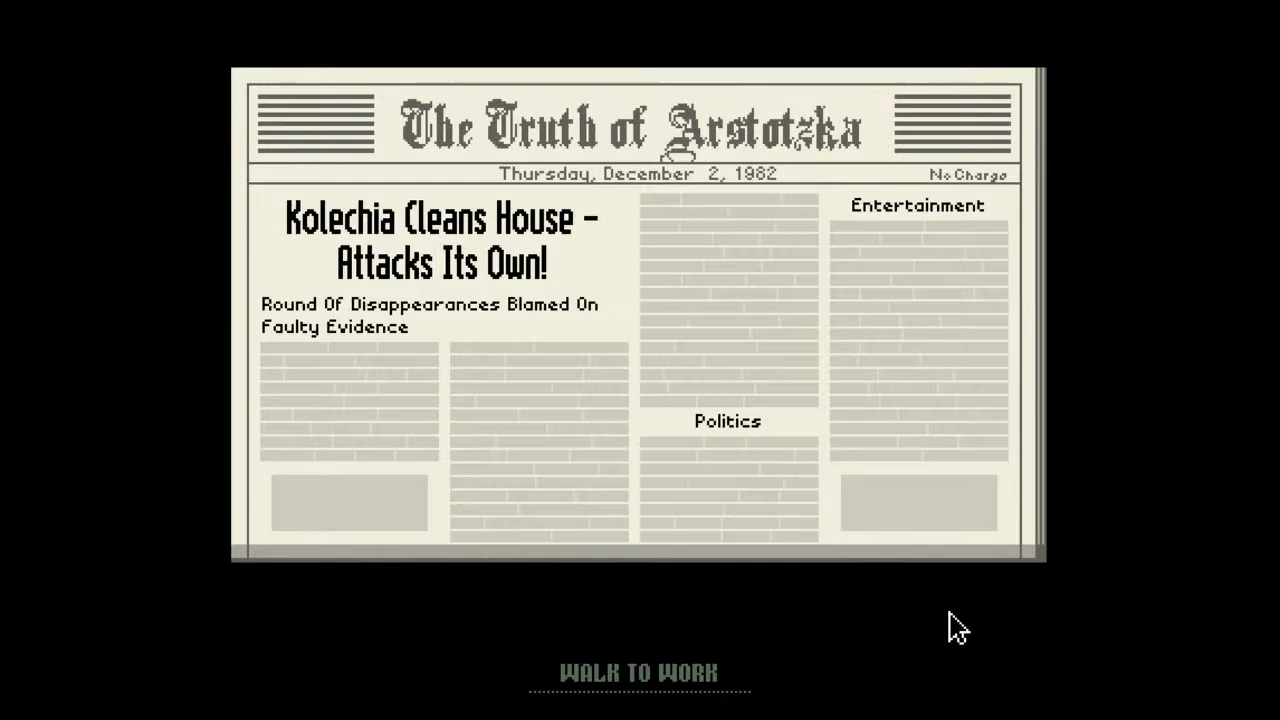 The Truth of Arstotzka
Thursday, December 2, 1982
No Charge
Kolechia Cleans House -
Attacks Its Own!
Round Of Disappearances Blamed On
Faulty Evidence
Politics
Entertainment
WALK TO WORK